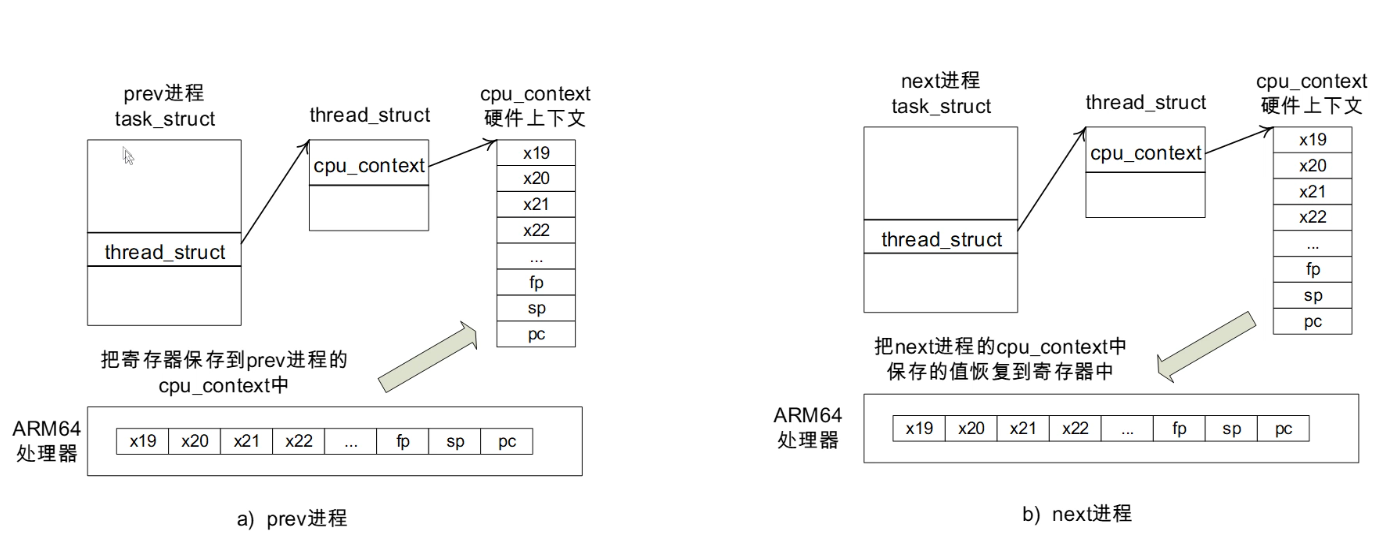 prev进程
task_struct
thread_struct
cpu_context
硬件上下文
cpu_context
thread_struct
x19
x20
x21
x22
...
fp
sp
pc
把寄存器保存到prev进程的
cpu_context中
ARM64
处理器
x19 x20 x21 x22 ... fp sp pc
a) prev进程
next进程
task_struct
thread_struct
cpu_context
硬件上下文
cpu_context
thread_struct
x19
x20
x21
x22
...
fp
sp
pc
把next进程的cpu_context中
保存的值恢复到寄存器中
ARM64
处理器
x19 x20 x21 x22 ... fp sp pc
b) next进程